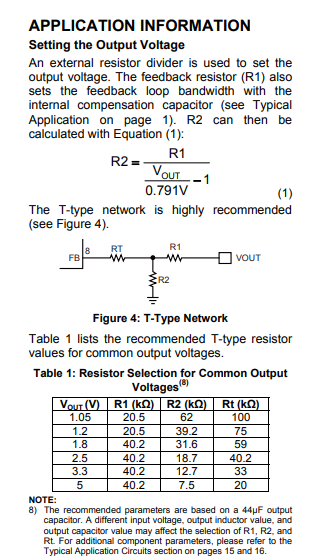 APPLICATION INFORMATION
Setting the Output Voltage
An external resistor divider is used to set the
output voltage. The feedback resistor (R1) also
sets the feedback loop bandwidth with the
internal compensation capacitor (see Typical
Application on page 1). R2 can then be
calculated with Equation (1):
R2 = R1 / (VOUT / 0.791V − 1) (1)
The T-type network is highly recommended
(see Figure 4).
FB 8 RT R1 VOUT
R2
Figure 4: T-Type Network
Table 1 lists the recommended T-type resistor
values for common output voltages.
Table 1: Resistor Selection for Common Output
Voltages(8)
VOUT (V) R1 (kΩ) R2 (kΩ) Rt (kΩ)
1.05 20.5 62 100
1.2 20.5 39.2 75
1.8 40.2 31.6 59
2.5 40.2 18.7 40.2
3.3 40.2 12.7 33
5 40.2 7.5 20
NOTE:
8) The recommended parameters are based on a 44µF output
capacitor. A different input voltage, output inductor value, and
output capacitor value may affect the selection of R1, R2, and
Rt. For additional component parameters, please refer to the
Typical Application Circuits section on pages 15 and 16.